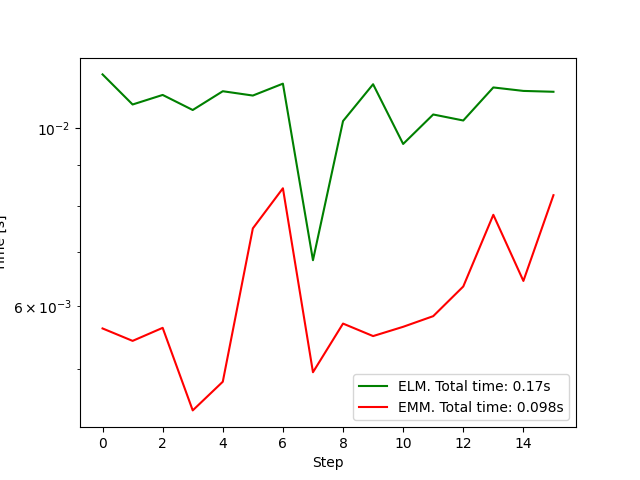 10⁻²
6 × 10⁻³
Time [s]
ELM. Total time: 0.17s
EMM. Total time: 0.098s
0 2 4 6 8 10 12 14
Step